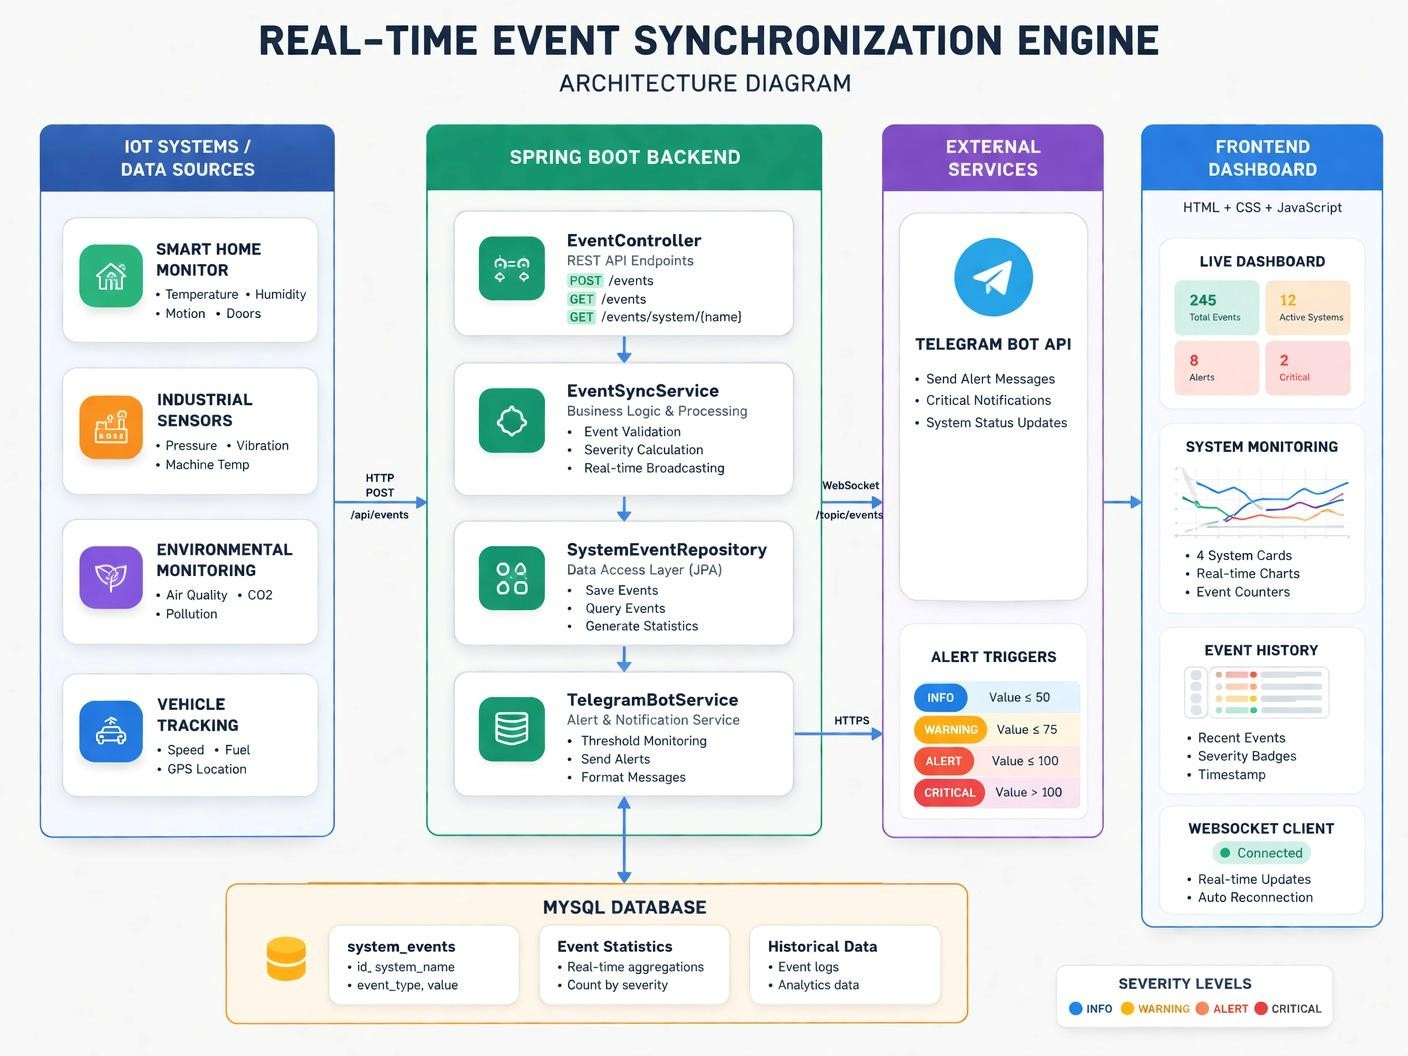 REAL-TIME EVENT SYNCHRONIZATION ENGINE
ARCHITECTURE DIAGRAM
IOT SYSTEMS /
DATA SOURCES
SMART HOME
MONITOR
• Temperature • Humidity
• Motion • Doors
INDUSTRIAL
SENSORS
• Pressure • Vibration
• Machine Temp
ENVIRONMENTAL
MONITORING
• Air Quality • CO2
• Pollution
VEHICLE
TRACKING
• Speed • Fuel
• GPS Location
HTTP
POST
/api/events
SPRING BOOT BACKEND
EventController
REST API Endpoints
POST /events
GET /events
GET /events/system/{name}
EventSyncService
Business Logic & Processing
• Event Validation
• Severity Calculation
• Real-time Broadcasting
SystemEventRepository
Data Access Layer (JPA)
• Save Events
• Query Events
• Generate Statistics
TelegramBotService
Alert & Notification Service
• Threshold Monitoring
• Send Alerts
• Format Messages
WebSocket
/topic/events
HTTPS
EXTERNAL
SERVICES
TELEGRAM BOT API
• Send Alert Messages
• Critical Notifications
• System Status Updates
ALERT TRIGGERS
INFO Value ≤ 50
WARNING Value ≤ 75
ALERT Value ≤ 100
CRITICAL Value > 100
FRONTEND
DASHBOARD
HTML + CSS + JavaScript
LIVE DASHBOARD
245
Total Events
12
Active Systems
8
Alerts
2
Critical
SYSTEM MONITORING
• 4 System Cards
• Real-time Charts
• Event Counters
EVENT HISTORY
• Recent Events
• Severity Badges
• Timestamp
WEBSOCKET CLIENT
Connected
• Real-time Updates
• Auto Reconnection
MYSQL DATABASE
system_events
• id_ system_name
• event_type, value
Event Statistics
• Real-time aggregations
• Count by severity
Historical Data
• Event logs
• Analytics data
SEVERITY LEVELS
INFO WARNING ALERT CRITICAL